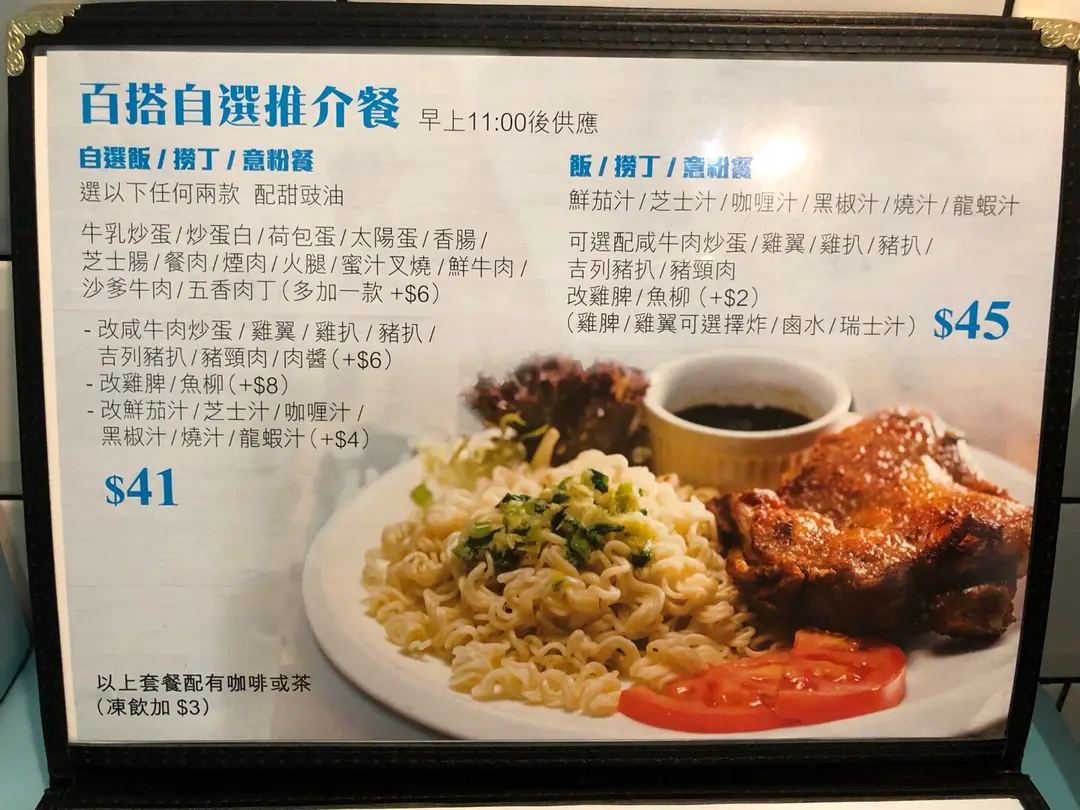 百搭自選推介餐 早上11:00後供應
自選飯/撈丁/意粉餐
選以下任何兩款 配甜豉油
牛乳炒蛋/炒蛋白/荷包蛋/太陽蛋/香腸/
芝士腸/餐肉/煙肉/火腿/蜜汁叉燒/鮮牛肉/
沙爹牛肉/五香肉丁(多加一款 +$6)
- 改咸牛肉炒蛋/雞翼/雞扒/豬扒/
吉列豬扒/豬頸肉/肉醬(+$6)
- 改雞脾/魚柳(+$8)
- 改鮮茄汁/芝士汁/咖喱汁/
黑椒汁/燒汁/龍蝦汁(+$4)
$41
飯/撈丁/意粉餐
鮮茄汁/芝士汁/咖喱汁/黑椒汁/燒汁/龍蝦汁
可選配咸牛肉炒蛋/雞翼/雞扒/豬扒/
吉列豬扒/豬頸肉
改雞脾/魚柳(+$2)
(雞脾/雞翼可選擇炸/鹵水/瑞士汁)
$45
以上套餐配有咖啡或茶
(凍飲加 $3)